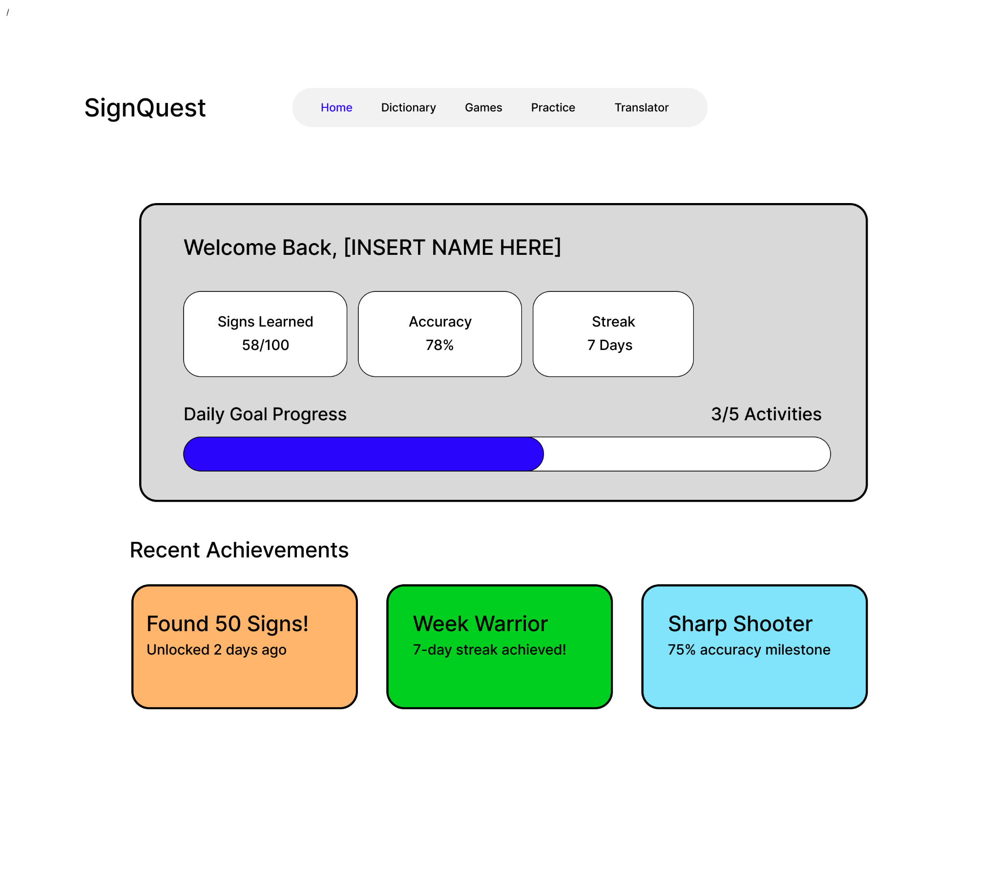 /
SignQuest
Home Dictionary Games Practice Translator
Welcome Back, [INSERT NAME HERE]
Signs Learned
58/100
Accuracy
78%
Streak
7 Days
Daily Goal Progress
3/5 Activities
Recent Achievements
Found 50 Signs!
Unlocked 2 days ago
Week Warrior
7-day streak achieved!
Sharp Shooter
75% accuracy milestone